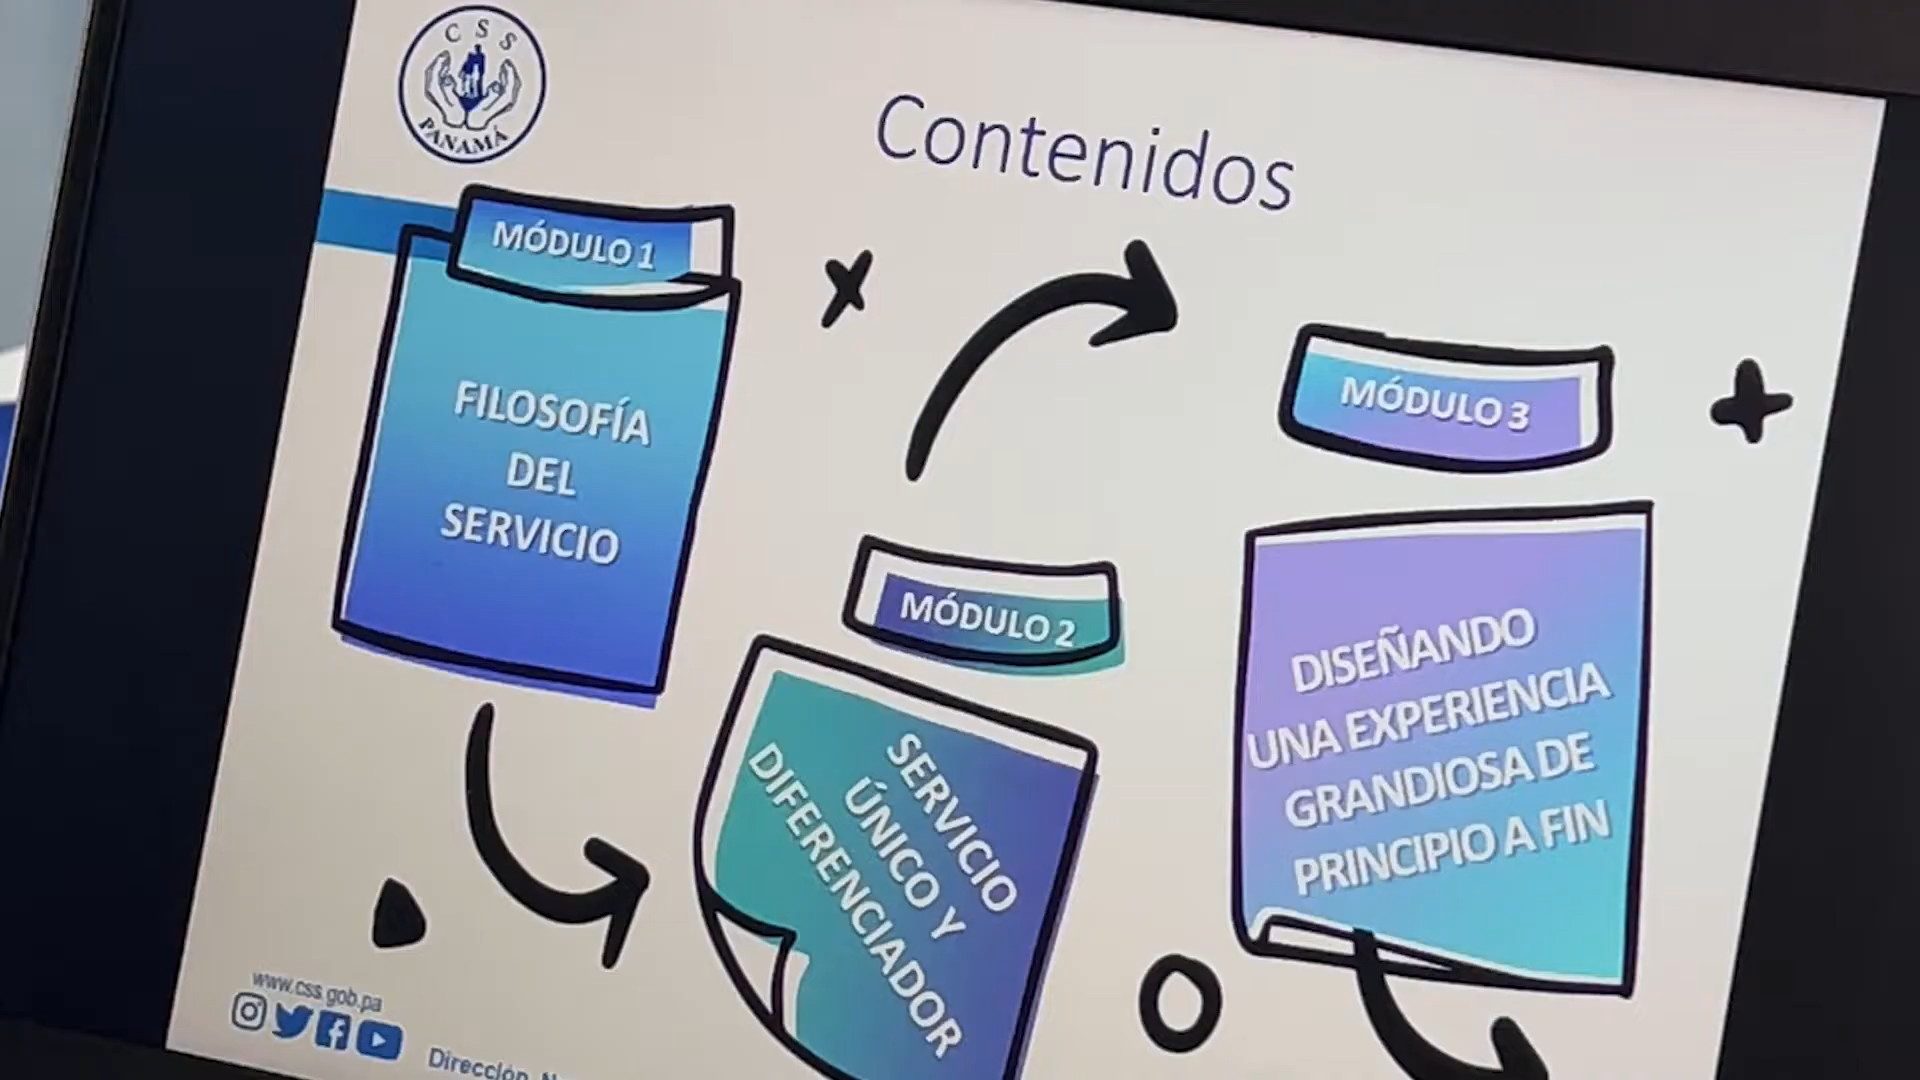 CSS
PANAMÁ
Contenidos
MÓDULO 1
FILOSOFÍA
DEL
SERVICIO
MÓDULO 2
SERVICIO
ÚNICO Y
DIFERENCIADOR
MÓDULO 3
DISEÑANDO
UNA EXPERIENCIA
GRANDIOSA DE
PRINCIPIO A FIN
www.css.gob.pa
Dirección